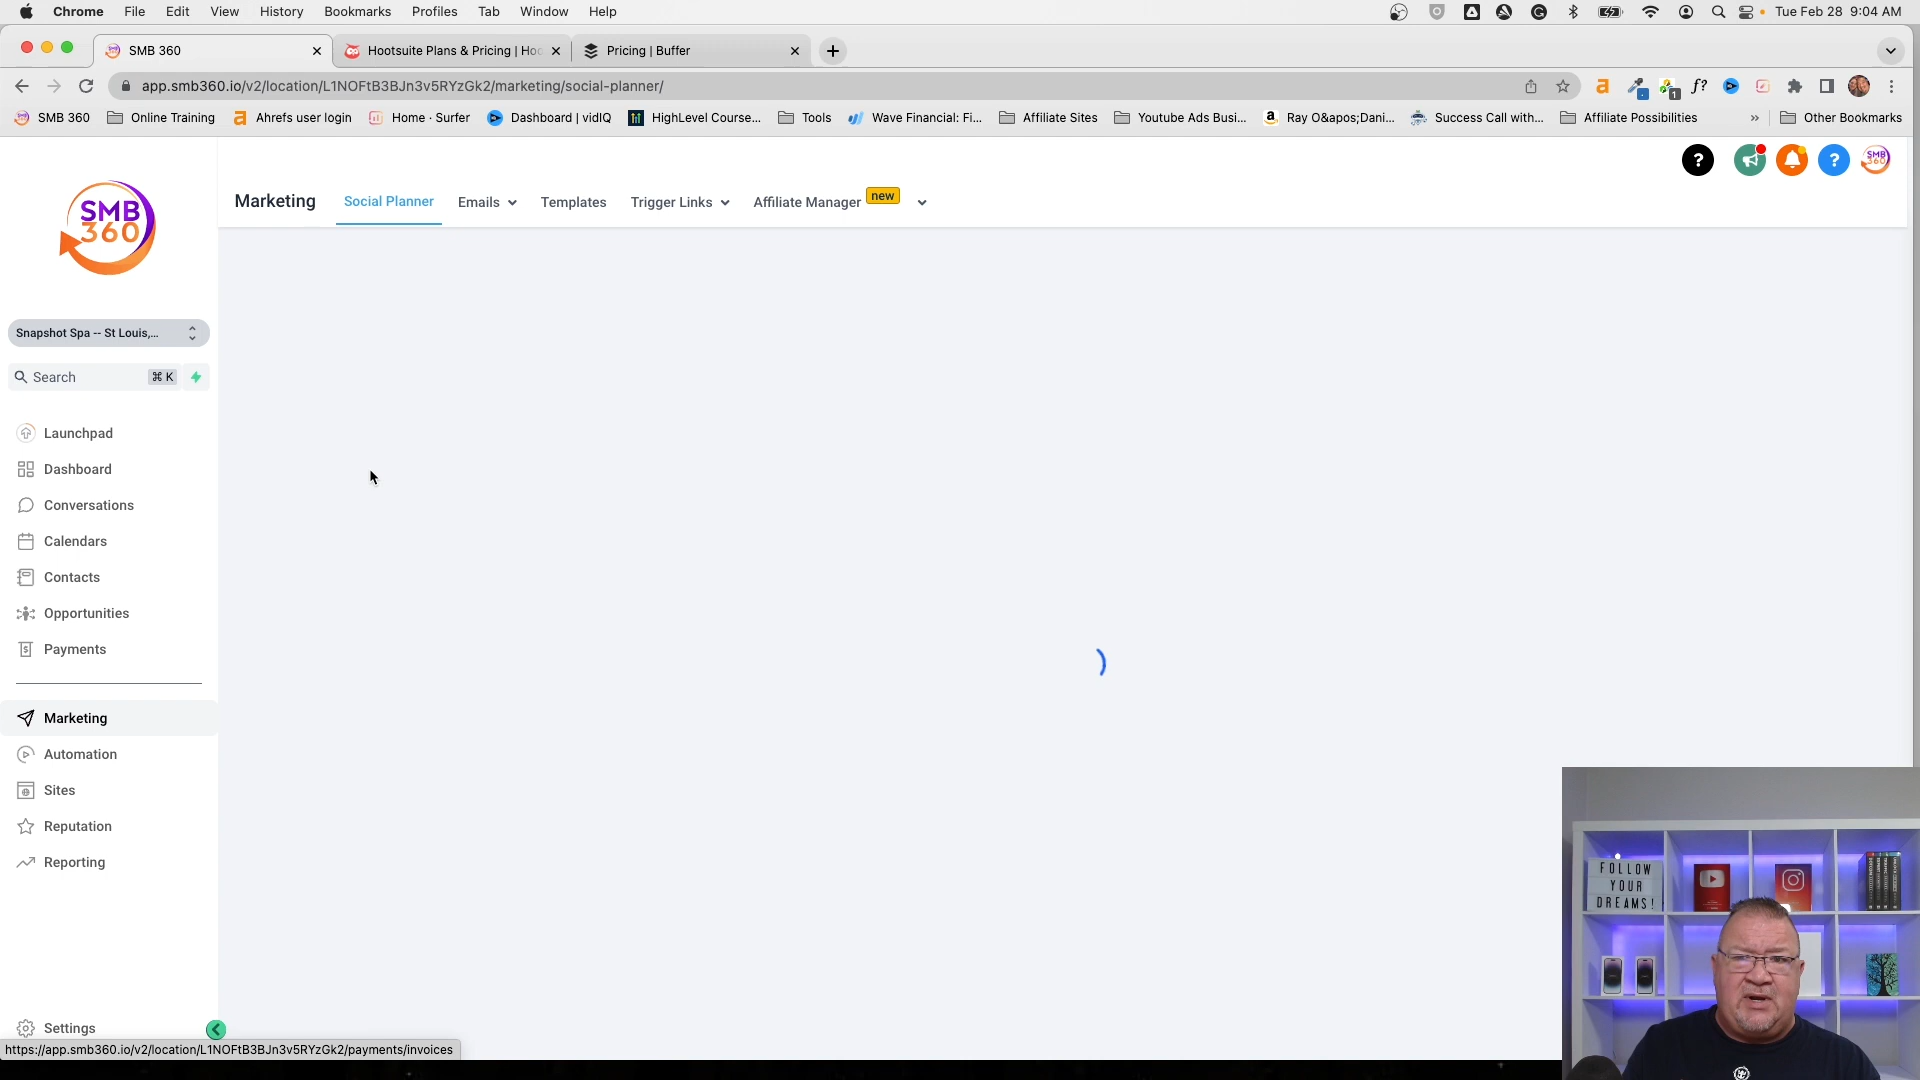 Chrome File Edit View History Bookmarks Profiles Tab Window Help
Tue Feb 28 9:04 AM
SMB 360
Hootsuite Plans & Pricing | Hoo
Pricing | Buffer
app.smb360.io/v2/location/L1NOFtB3BJn3v5RYzGk2/marketing/social-planner/
SMB 360
Online Training
Ahrefs user login
Home · Surfer
Dashboard | vidIQ
HighLevel Course...
Tools
Wave Financial: Fi...
Affiliate Sites
Youtube Ads Busi...
Ray O&apos;Dani...
Success Call with...
Affiliate Possibilities
»
Other Bookmarks
SMB
360
Marketing
Social Planner
Emails
Templates
Trigger Links
Affiliate Manager
new
SMB
360
Snapshot Spa -- St Louis,...
Search
⌘ K
Launchpad
Dashboard
Conversations
Calendars
Contacts
Opportunities
Payments
Marketing
Automation
Sites
Reputation
Reporting
Settings
https://app.smb360.io/v2/location/L1NOFtB3BJn3v5RYzGk2/payments/invoices
FOLLOW
YOUR
DREAMS!